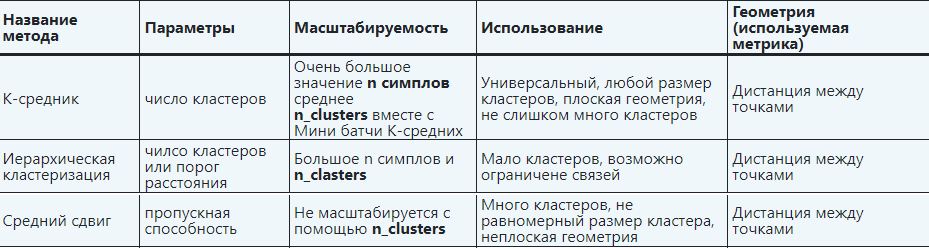 Название метода
Параметры
Масштабируемость
Использование
Геометрия (используемая метрика)
К-средник
число кластеров
Очень большое
значение n симплов
среднее
n_clusters вместе с
Мини батчи К-средних
Универсальный, любой размер
кластеров, плоская геометрия,
не слишком много кластеров
Дистанция между
точками
Иерархическая
кластеризация
чилсо кластеров
или порог
расстояния
Большое n симплов и
n_clasters
Мало кластеров, возможно
ограничене связей
Дистанция между
точками
Средний сдвиг
пропускная
способность
Не масштабируется с
помощью n_clusters
Много кластеров, не
равномерный размер кластера,
неплоская геометрия
Дистанция между
точками